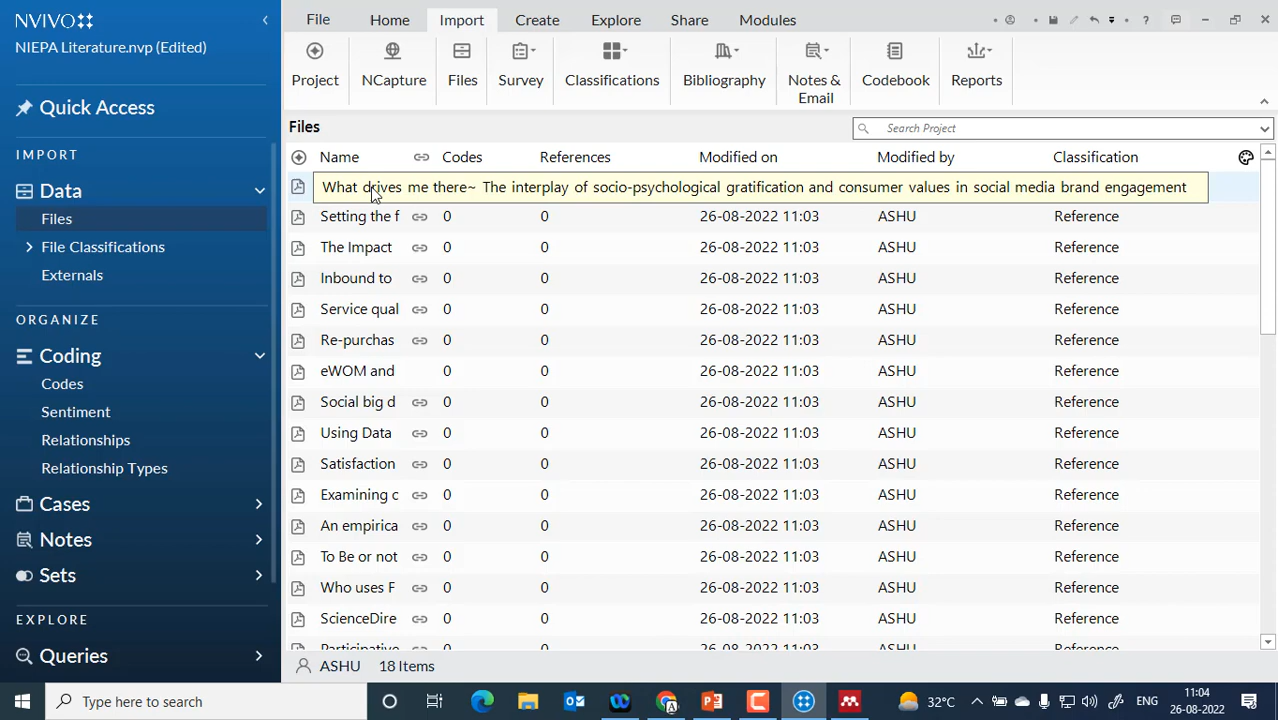 NVIVO
NIEPA Literature.nvp (Edited)
Quick Access
IMPORT
Data
Files
File Classifications
Externals
ORGANIZE
Coding
Codes
Sentiment
Relationships
Relationship Types
Cases
Notes
Sets
EXPLORE
Queries
File Home Import Create Explore Share Modules
Project NCapture Files Survey Classifications Bibliography Notes & Email Codebook Reports
Files
Search Project
Name Codes References Modified on Modified by Classification
What drives me there~ The interplay of socio-psychological gratification and consumer values in social media brand engagement
Setting the f 0 0 26-08-2022 11:03 ASHU Reference
The Impact 0 0 26-08-2022 11:03 ASHU Reference
Inbound to 0 0 26-08-2022 11:03 ASHU Reference
Service qual 0 0 26-08-2022 11:03 ASHU Reference
Re-purchas 0 0 26-08-2022 11:03 ASHU Reference
eWOM and 0 0 26-08-2022 11:03 ASHU Reference
Social big d 0 0 26-08-2022 11:03 ASHU Reference
Using Data 0 0 26-08-2022 11:03 ASHU Reference
Satisfaction 0 0 26-08-2022 11:03 ASHU Reference
Examining c 0 0 26-08-2022 11:03 ASHU Reference
An empirica 0 0 26-08-2022 11:03 ASHU Reference
To Be or not 0 0 26-08-2022 11:03 ASHU Reference
Who uses F 0 0 26-08-2022 11:03 ASHU Reference
ScienceDire 0 0 26-08-2022 11:03 ASHU Reference
Participative 0 0 26-08-2022 11:03 ASHU Reference
ASHU 18 Items
Type here to search
32°C ENG 11:04
26-08-2022